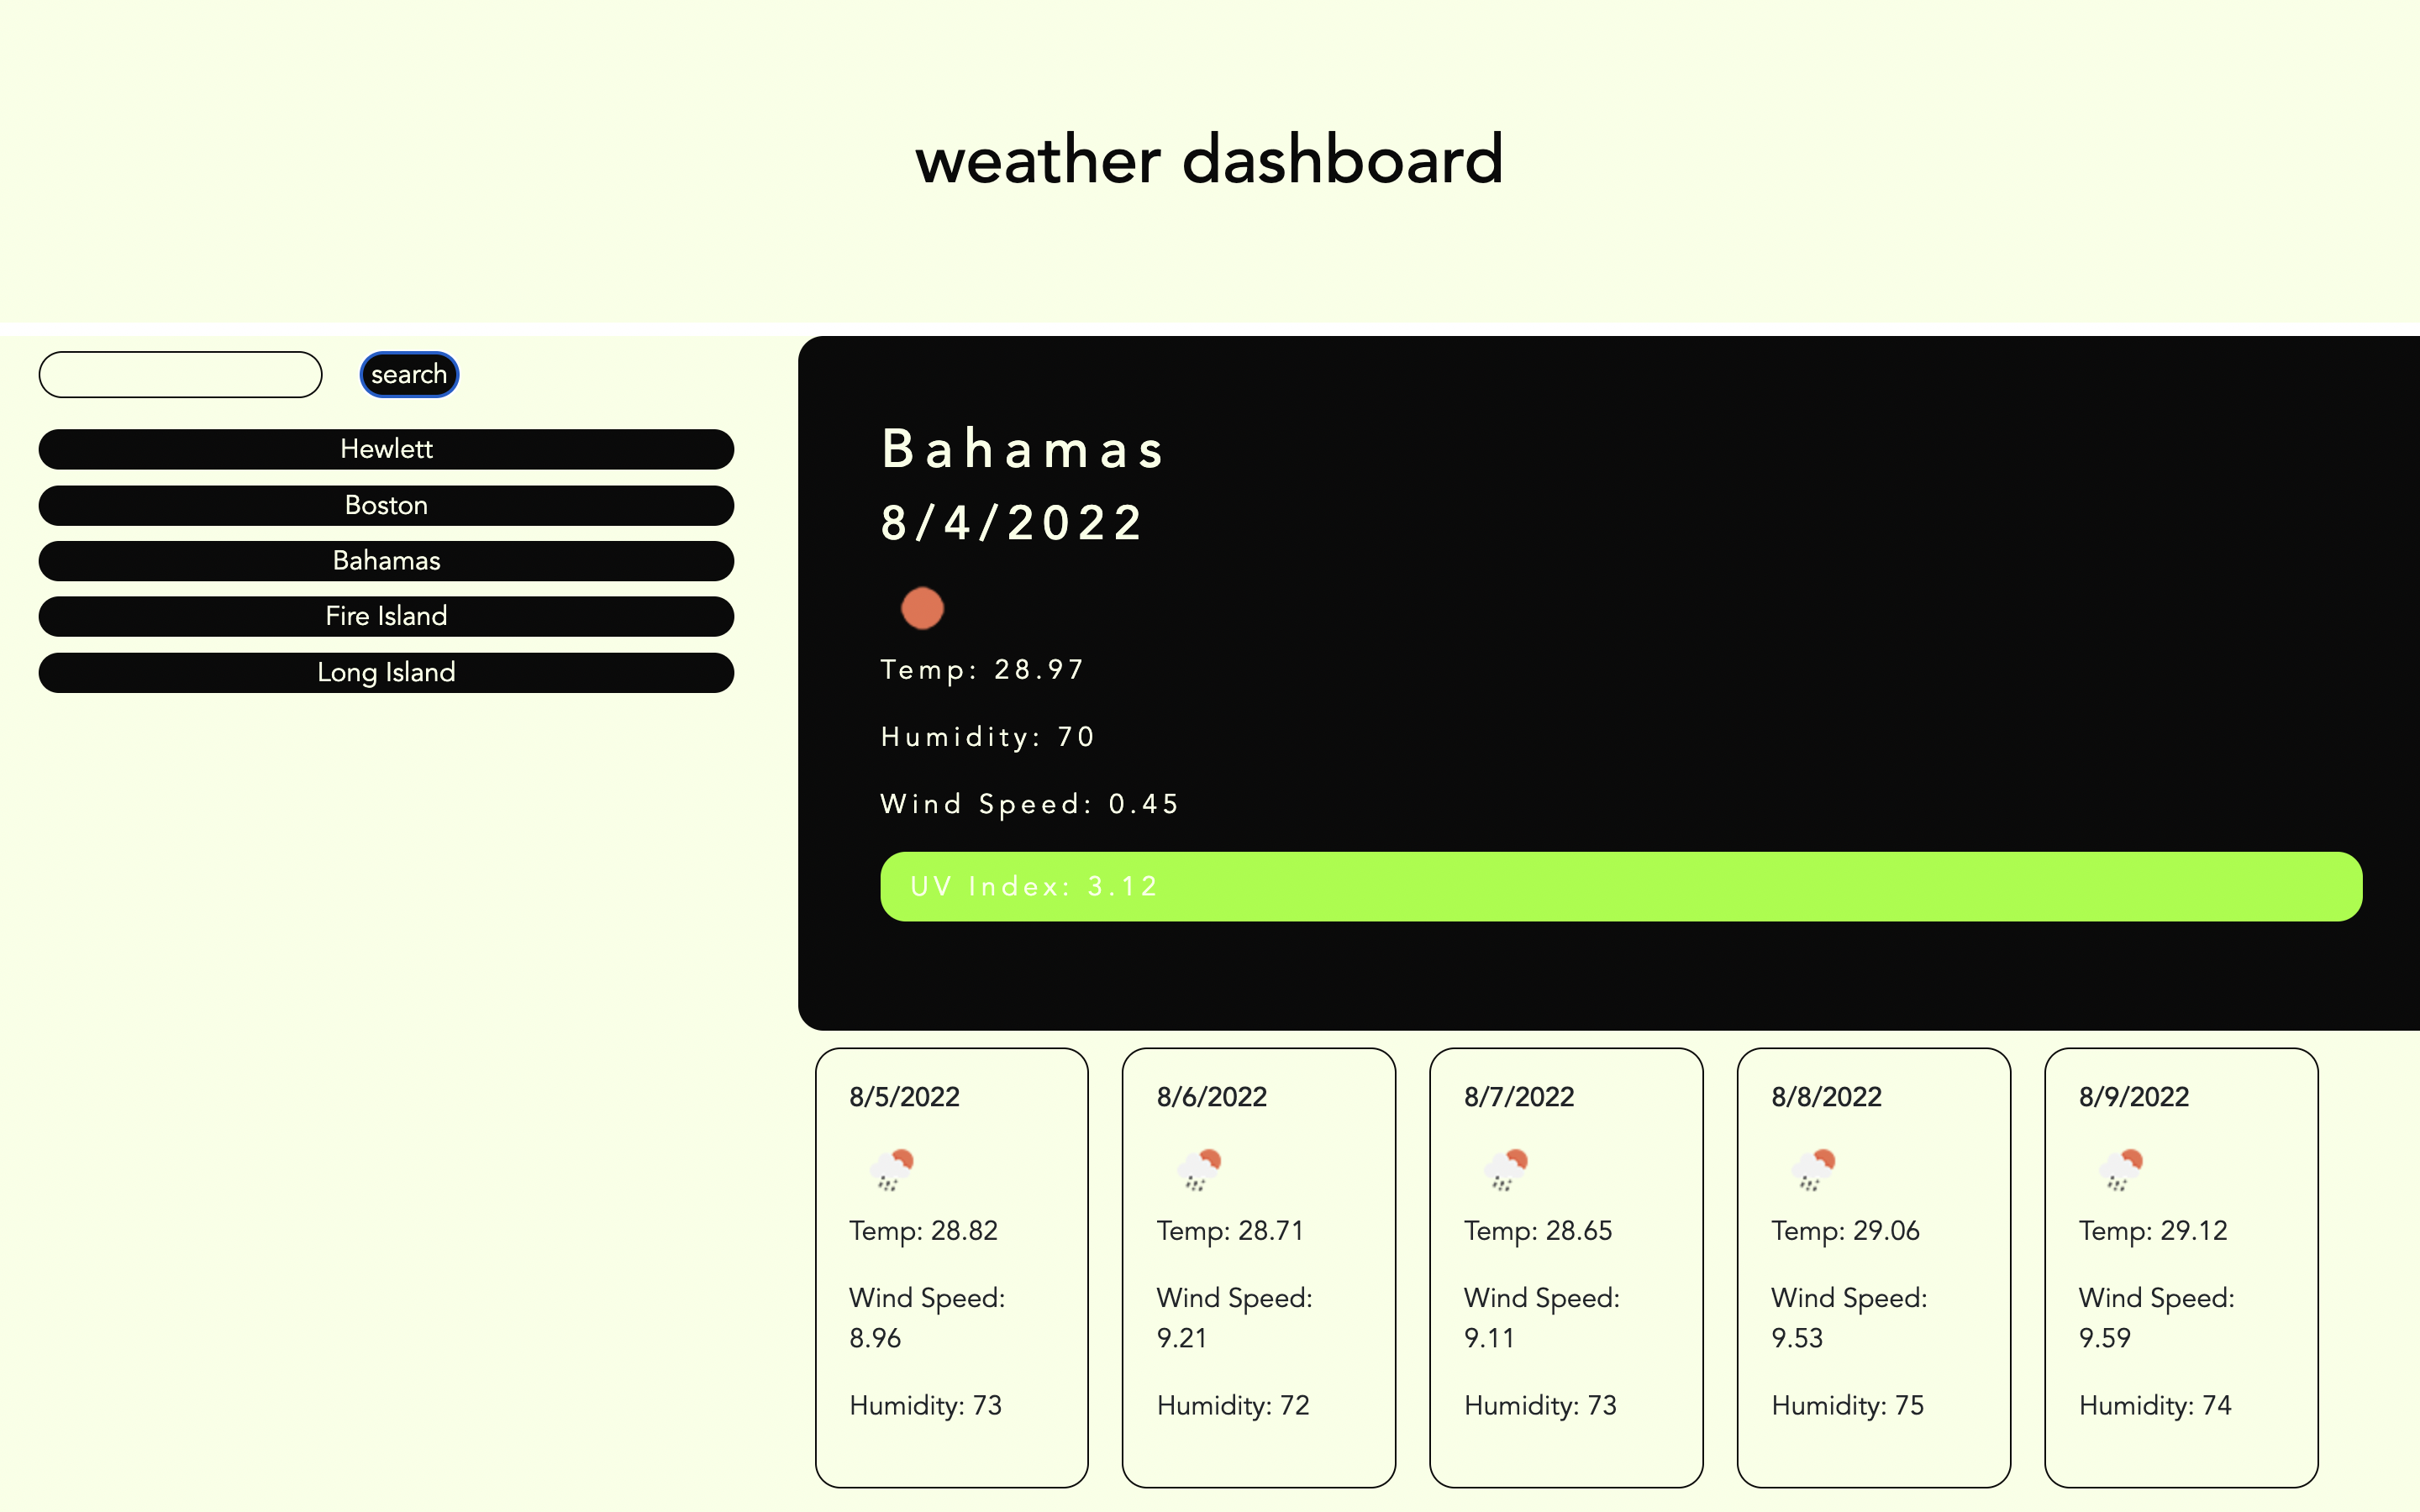 weather dashboard
search
Hewlett
Boston
Bahamas
Fire Island
Long Island
Bahamas
8/4/2022
Temp: 28.97
Humidity: 70
Wind Speed: 0.45
UV Index: 3.12
8/5/2022
Temp: 28.82
Wind Speed:
8.96
Humidity: 73
8/6/2022
Temp: 28.71
Wind Speed:
9.21
Humidity: 72
8/7/2022
Temp: 28.65
Wind Speed:
9.11
Humidity: 73
8/8/2022
Temp: 29.06
Wind Speed:
9.53
Humidity: 75
8/9/2022
Temp: 29.12
Wind Speed:
9.59
Humidity: 74